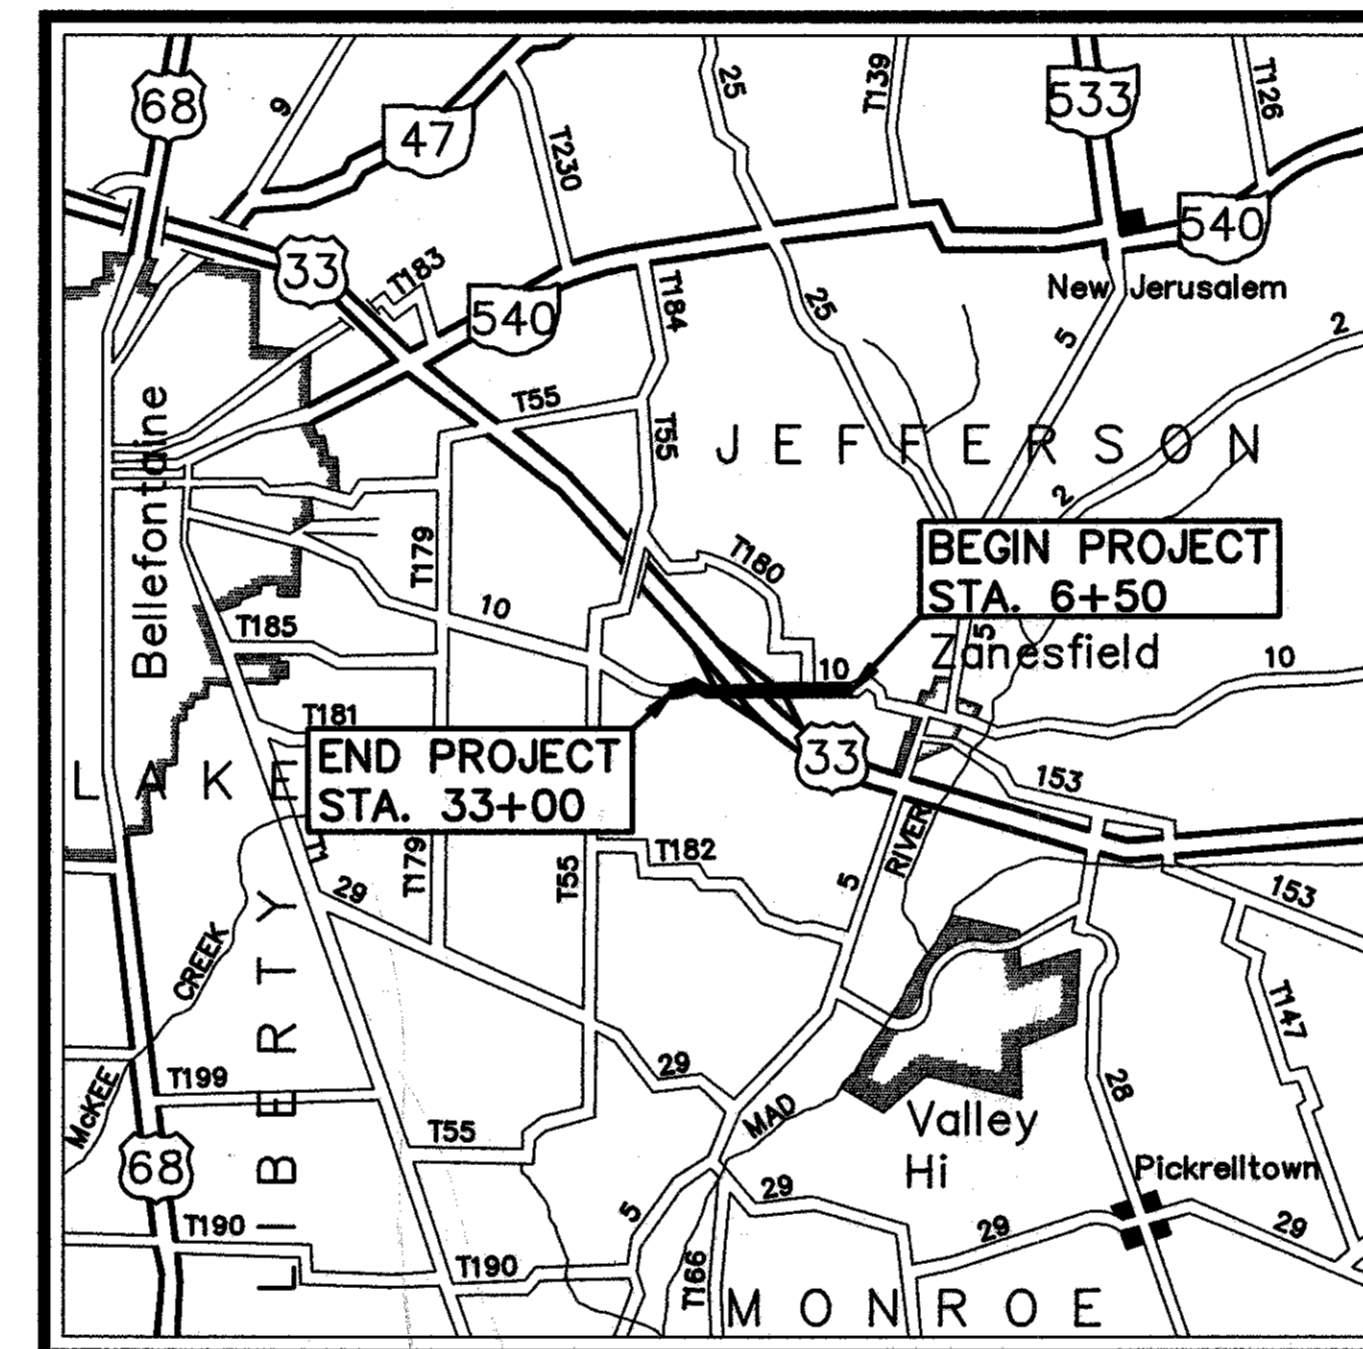 68
9
47
T230
25
T139
533
T126
540
33
T183
540
T184
25
New Jerusalem
5
2
T55
T55
JEFFERSON
Bellefontaine
2
T179
T180
10
BEGIN PROJECT
STA. 6+50
T185
5
Zanesfield
10
10
T181
END PROJECT
STA. 33+00
33
LAKE
153
T1
T179
T55
T182
29
5
RIVER
153
CREEK
LIBERTY
T147
29
28
McKEE
T199
MAD
Valley
Hi
T55
68
Pickrelltown
29
5
29
29
T190
T190
T166
MONROE